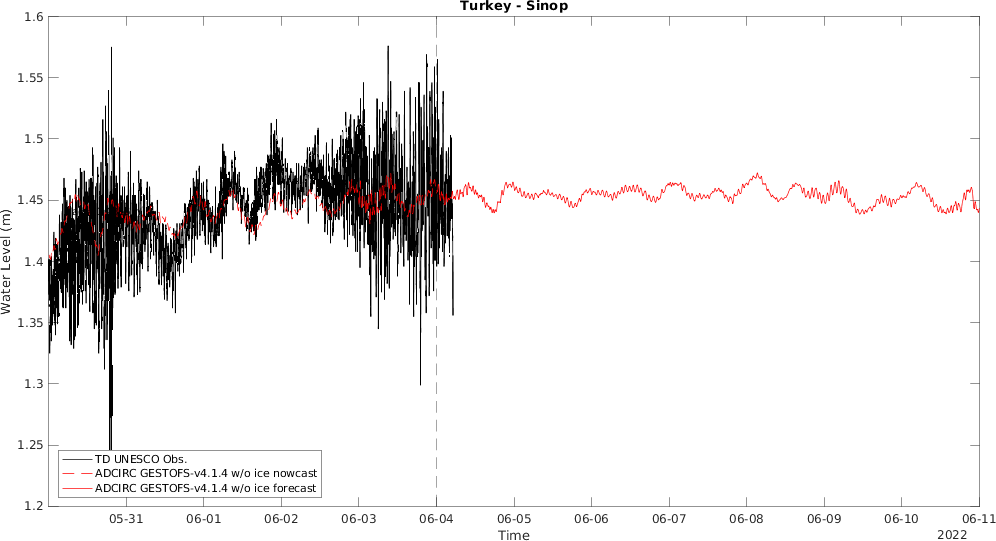 Turkey - Sinop
1.6
1.55
1.5
1.45
1.4
1.35
1.3
1.25
1.2
Water Level (m)
TD UNESCO Obs.
ADCIRC GESTOFS-v4.1.4 w/o ice nowcast
ADCIRC GESTOFS-v4.1.4 w/o ice forecast
05-31 06-01 06-02 06-03 06-04 06-05 06-06 06-07 06-08 06-09 06-10 06-11
Time
2022